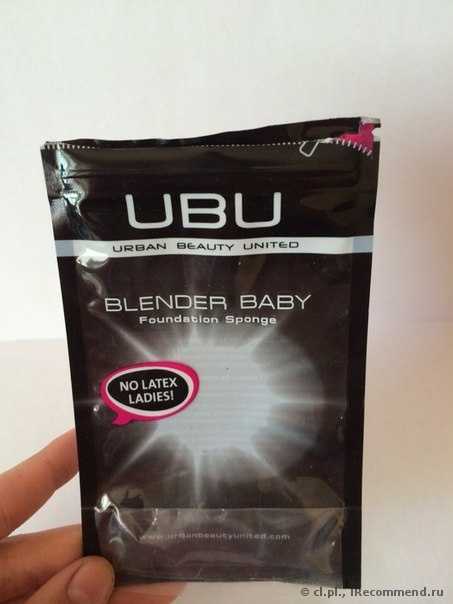 UBU
URBAN BEAUTY UNITED
BLENDER BABY
Foundation Sponge
NO LATEX
LADIES!
www.urbanbeautyunited.com
© cl.pl., IRecommend.ru